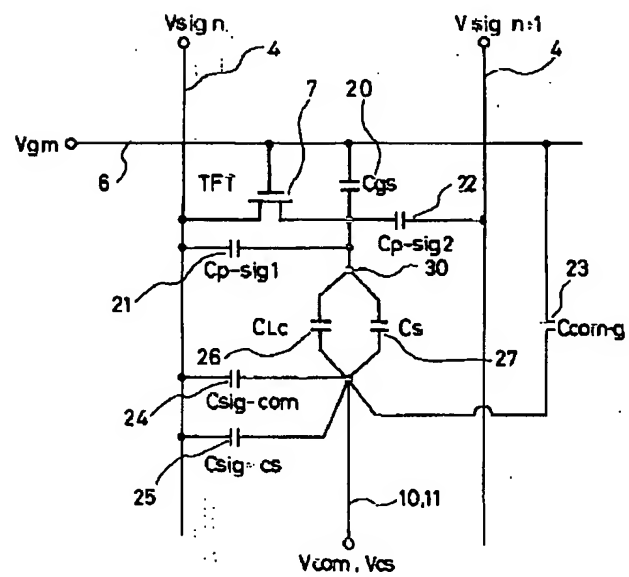 Vsig n
V sig n+1
4
4
7
20
Vgm
6
TFT
Cgs
22
Cp-sig2
Cp-sig1
21
30
23
CLc
Cs
Ccom-g
26
27
24
Csig-com
Csig-cs
25
10,11
Vcom, Vcs